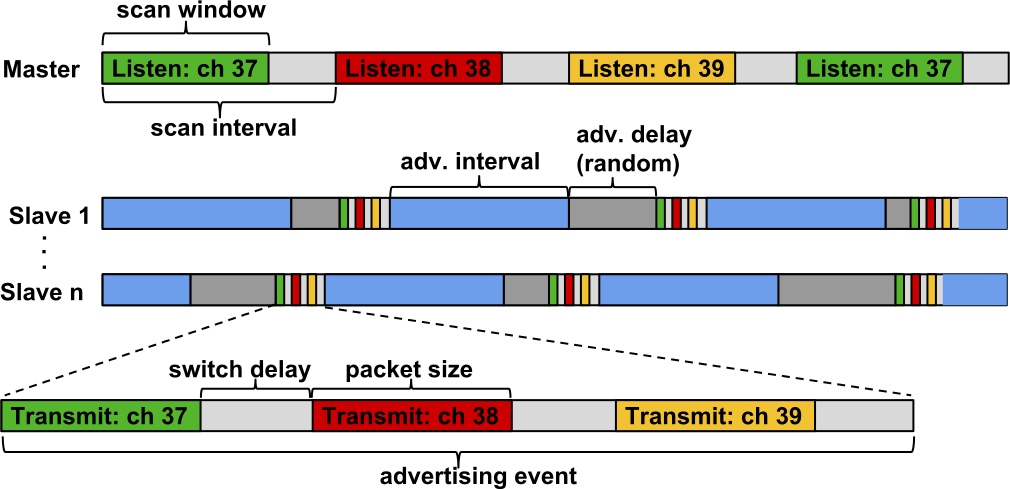 scan window
Master
Listen: ch 37
Listen: ch 38
Listen: ch 39
Listen: ch 37
scan interval
adv. interval
adv. delay
(random)
Slave 1
Slave n
switch delay
packet size
Transmit: ch 37
Transmit: ch 38
Transmit: ch 39
advertising event